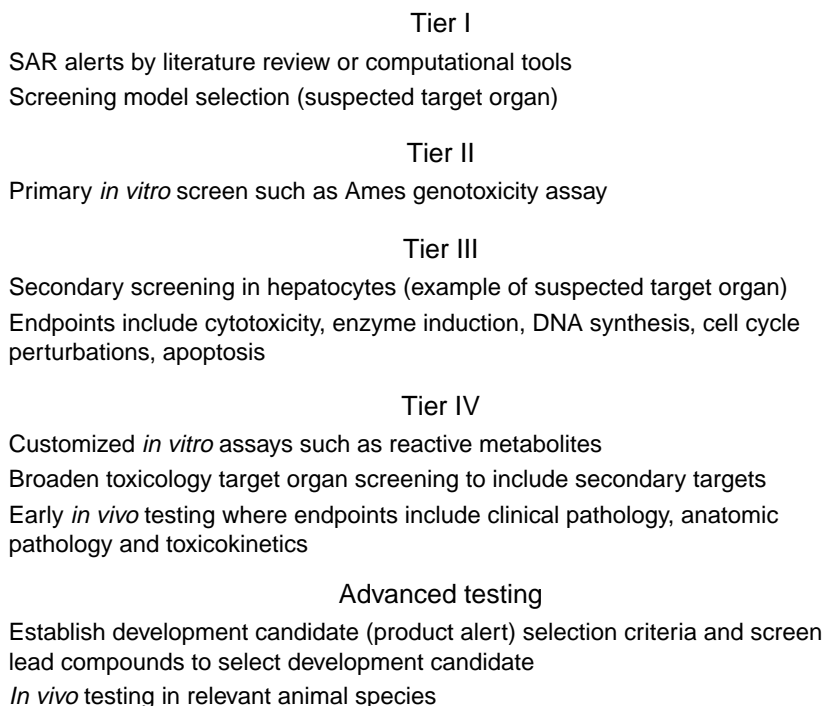 Tier I
SAR alerts by literature review or computational tools
Screening model selection (suspected target organ)
Tier II
Primary in vitro screen such as Ames genotoxicity assay
Tier III
Secondary screening in hepatocytes (example of suspected target organ)
Endpoints include cytotoxicity, enzyme induction, DNA synthesis, cell cycle
perturbations, apoptosis
Tier IV
Customized in vitro assays such as reactive metabolites
Broaden toxicology target organ screening to include secondary targets
Early in vivo testing where endpoints include clinical pathology, anatomic
pathology and toxicokinetics
Advanced testing
Establish development candidate (product alert) selection criteria and screen
lead compounds to select development candidate
In vivo testing in relevant animal species